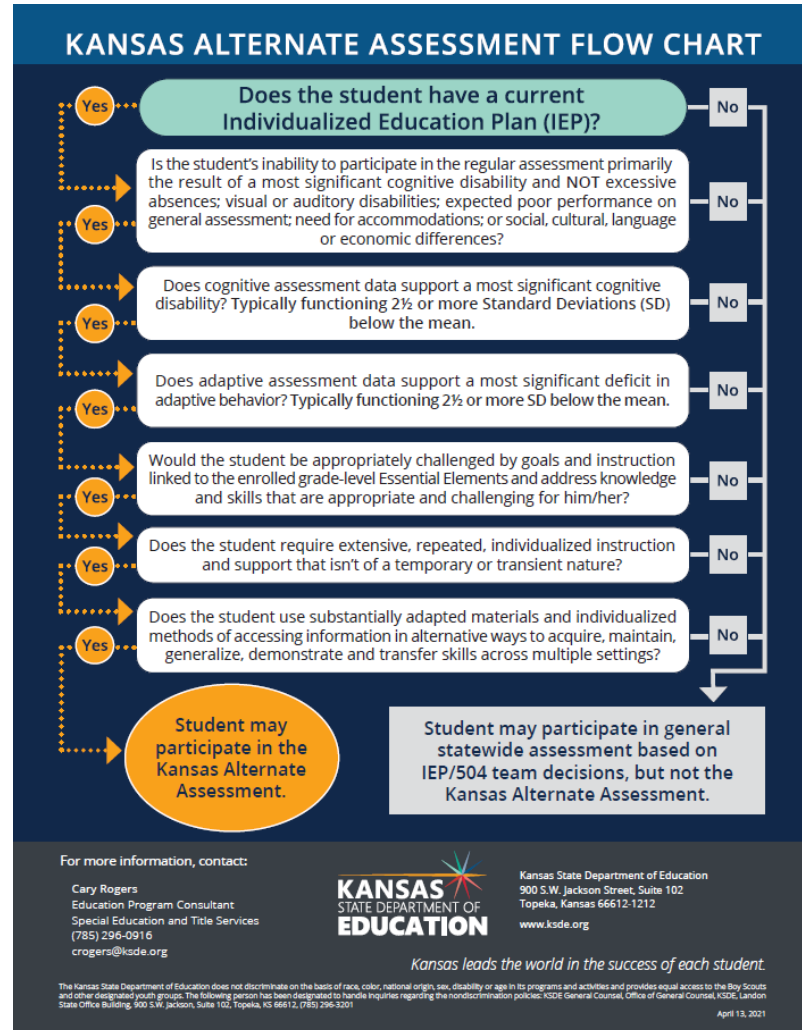 KANSAS ALTERNATE ASSESSMENT FLOW CHART
Yes
Does the student have a current
Individualized Education Plan (IEP)?
No
Is the student's inability to participate in the regular assessment primarily
the result of a most significant cognitive disability and NOT excessive
absences; visual or auditory disabilities; expected poor performance on
general assessment; need for accommodations; or social, cultural, language
or economic differences?
Yes
No
Does cognitive assessment data support a most significant cognitive
disability? Typically functioning 2½ or more Standard Deviations (SD)
below the mean.
Yes
No
Does adaptive assessment data support a most significant deficit in
adaptive behavior? Typically functioning 2½ or more SD below the mean.
Yes
No
Would the student be appropriately challenged by goals and instruction
linked to the enrolled grade-level Essential Elements and address knowledge
and skills that are appropriate and challenging for him/her?
Yes
No
Does the student require extensive, repeated, individualized instruction
and support that isn't of a temporary or transient nature?
Yes
No
Does the student use substantially adapted materials and individualized
methods of accessing information in alternative ways to acquire, maintain,
generalize, demonstrate and transfer skills across multiple settings?
Yes
No
Student may
participate in the
Kansas Alternate
Assessment.
Student may participate in general
statewide assessment based on
IEP/504 team decisions, but not the
Kansas Alternate Assessment.
For more information, contact:
Cary Rogers
Education Program Consultant
Special Education and Title Services
(785) 296-0916
crogers@ksde.org
KANSAS
STATE DEPARTMENT OF
EDUCATION
Kansas State Department of Education
900 S.W. Jackson Street, Suite 102
Topeka, Kansas 66612-1212
www.ksde.org
Kansas leads the world in the success of each student.
The Kansas State Department of Education does not discriminate on the basis of race, color, national origin, sex, disability or age in its programs and activities and provides equal access to the Boy Scouts
and other designated youth groups. The following person has been designated to handle inquiries regarding the nondiscrimination policies: KSDE General Counsel, Office of General Counsel, KSDE, Landon
State Office Building, 900 S.W. Jackson, Suite 102, Topeka, KS 66612, (785) 296-3201
April 13, 2021